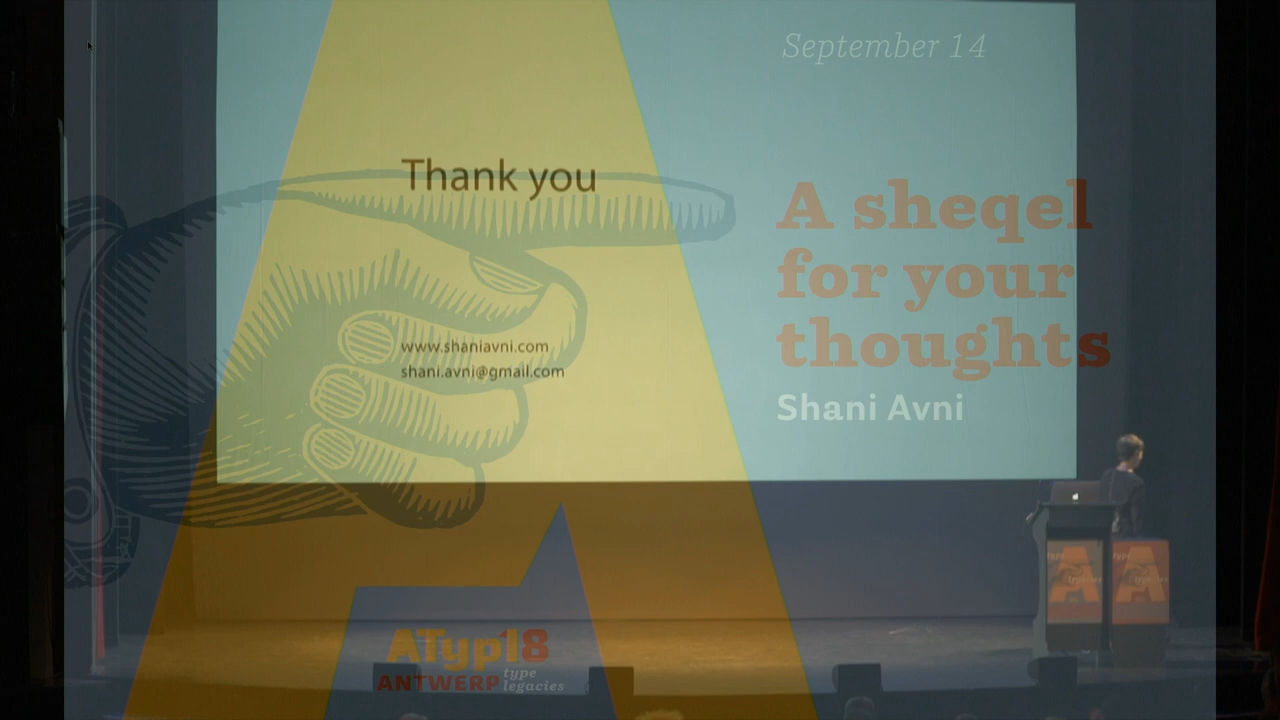 September 14
Thank you
A sheqel
for your
thoughts
www.shaniavni.com
shani.avni@gmail.com
Shani Avni
ATyp18
ANTWERP type
legacies